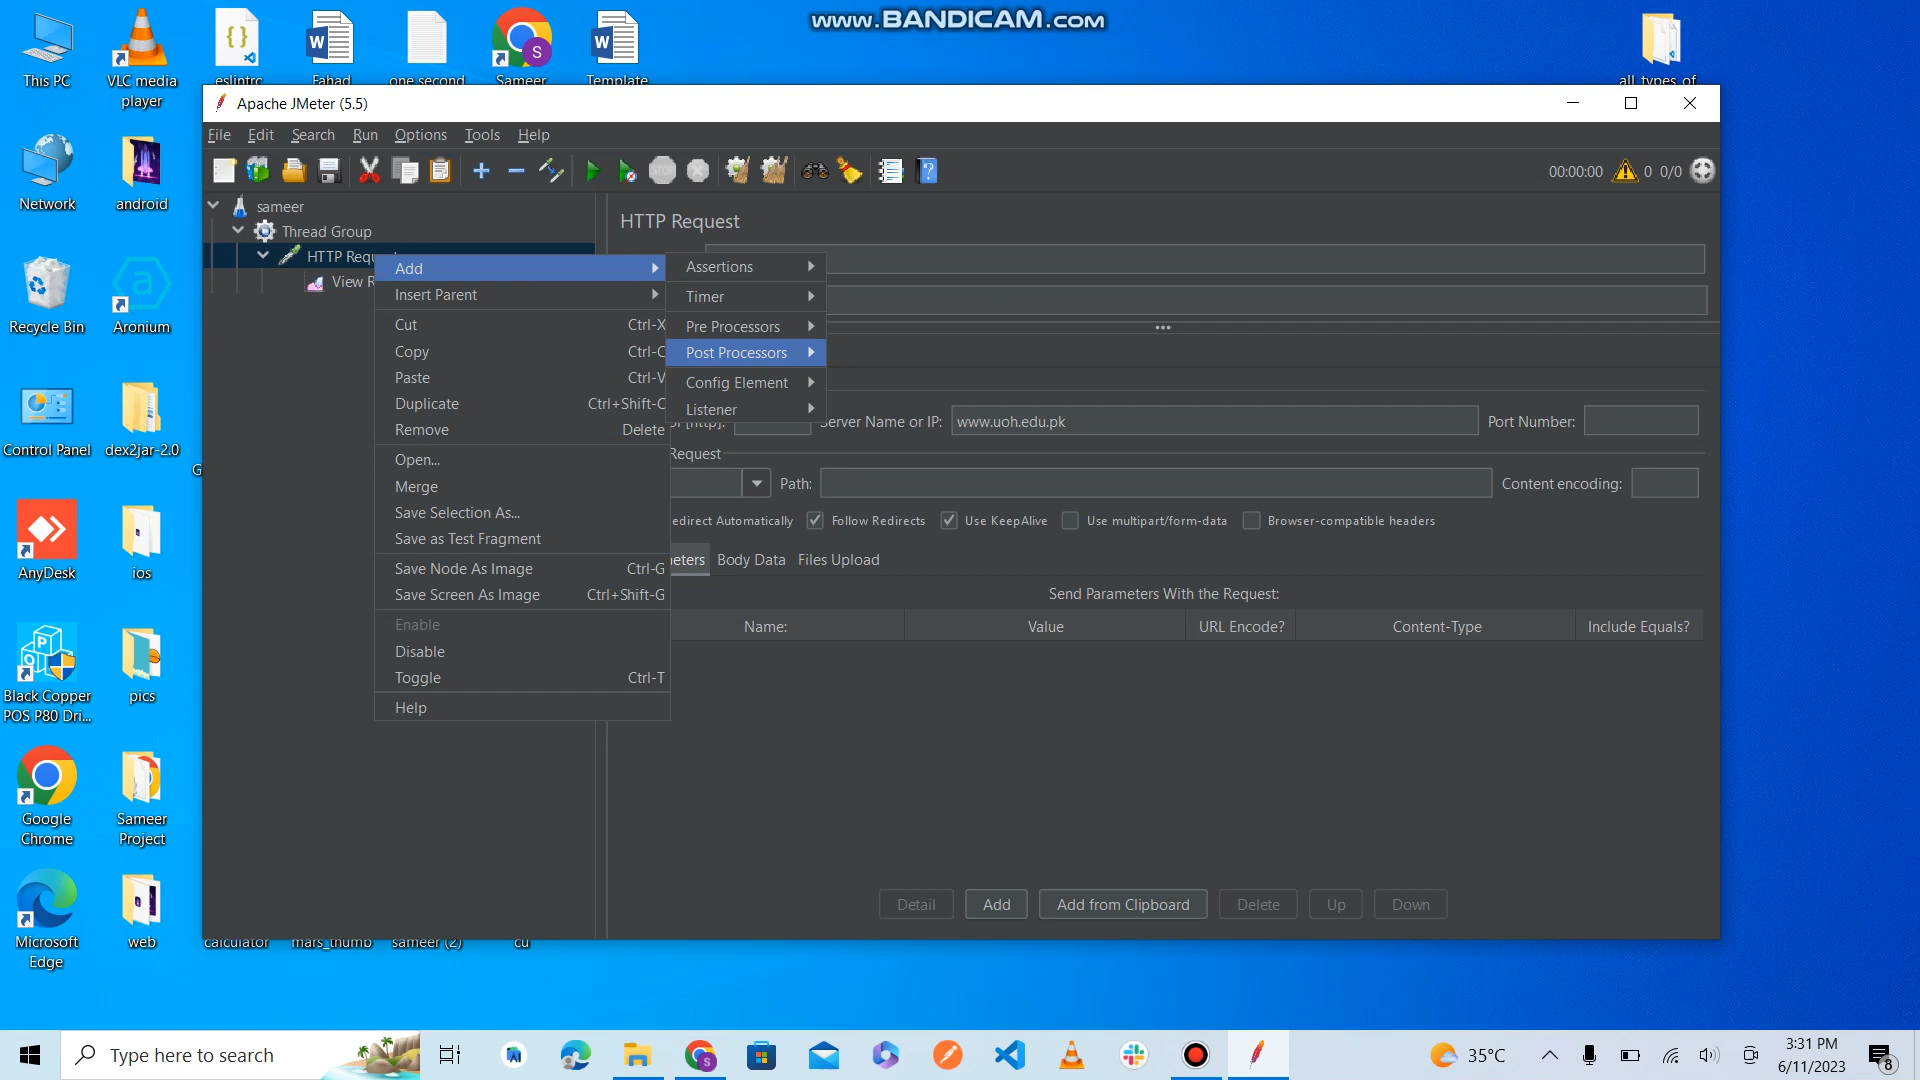 www.BANDICAM.com
This PC
VLC media
player
eslintrc
Fahad
one second
Sameer
Template
all_types_of
Apache JMeter (5.5)
File Edit Search Run Options Tools Help
00:00:00 0 0/0
Network
android
sameer
Thread Group
HTTP Request
HTTP Requ
View R
Add
Insert Parent
Cut Ctrl-X
Copy Ctrl-C
Paste Ctrl-V
Duplicate Ctrl+Shift-C
Remove Delete
Open...
Merge
Save Selection As...
Save as Test Fragment
Save Node As Image Ctrl-G
Save Screen As Image Ctrl+Shift-G
Enable
Disable
Toggle Ctrl-T
Help
Assertions
Timer
Pre Processors
Post Processors
Config Element
Listener
Server Name or IP: www.uoh.edu.pk Port Number:
Request
Path: Content encoding:
edirect Automatically Follow Redirects Use KeepAlive Use multipart/form-data Browser-compatible headers
eters Body Data Files Upload
Send Parameters With the Request:
Name: Value URL Encode? Content-Type Include Equals?
Detail Add Add from Clipboard Delete Up Down
Recycle Bin
Aronium
Control Panel
dex2jar-2.0
G
AnyDesk
ios
Black Copper
POS P80 Dri...
pics
Google
Chrome
Sameer
Project
Microsoft
Edge
web
calculator
mars_thumb
sameer (2)
cu
Type here to search
35°C
3:31 PM
6/11/2023
8